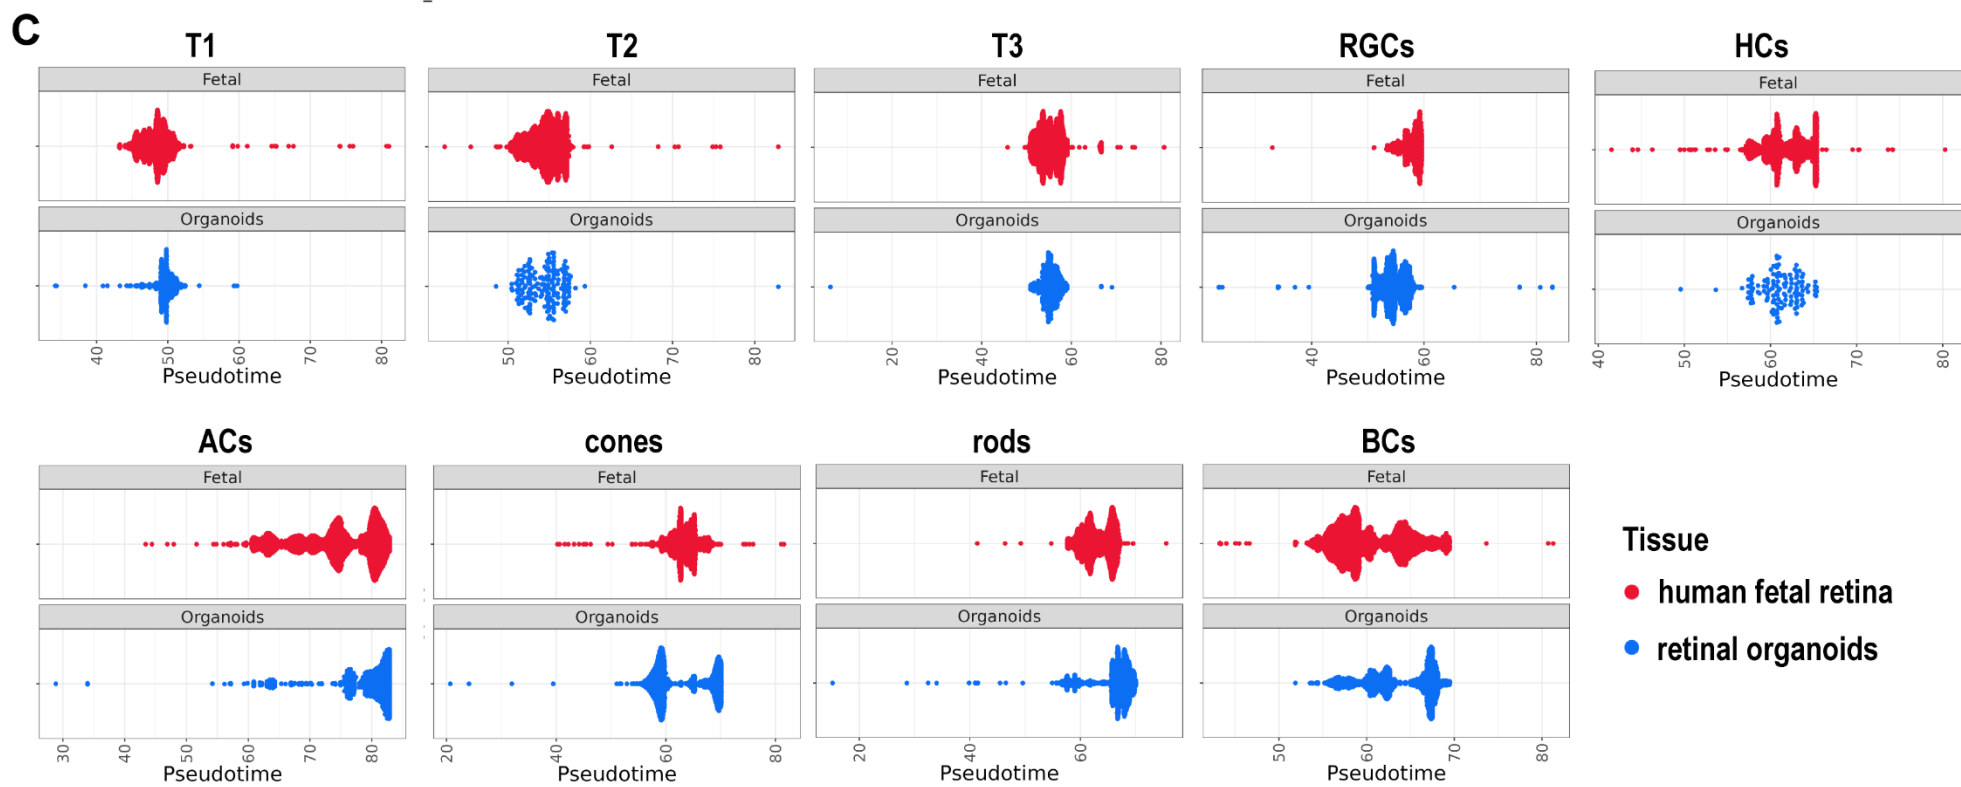 C
T1
T2
T3
RGCs
HCs
Fetal
Fetal
Fetal
Fetal
Fetal
Organoids
Organoids
Organoids
Organoids
Organoids
40 50 60 70 80
50 60 70 80
20 40 60 80
40 60 80
40 50 60 70 80
Pseudotime
Pseudotime
Pseudotime
Pseudotime
Pseudotime
ACs
cones
rods
BCs
Fetal
Fetal
Fetal
Fetal
Organoids
Organoids
Organoids
Organoids
30 40 50 60 70 80
20 40 60 80
20 40 60
50 60 70 80
Pseudotime
Pseudotime
Pseudotime
Pseudotime
Tissue
human fetal retina
retinal organoids